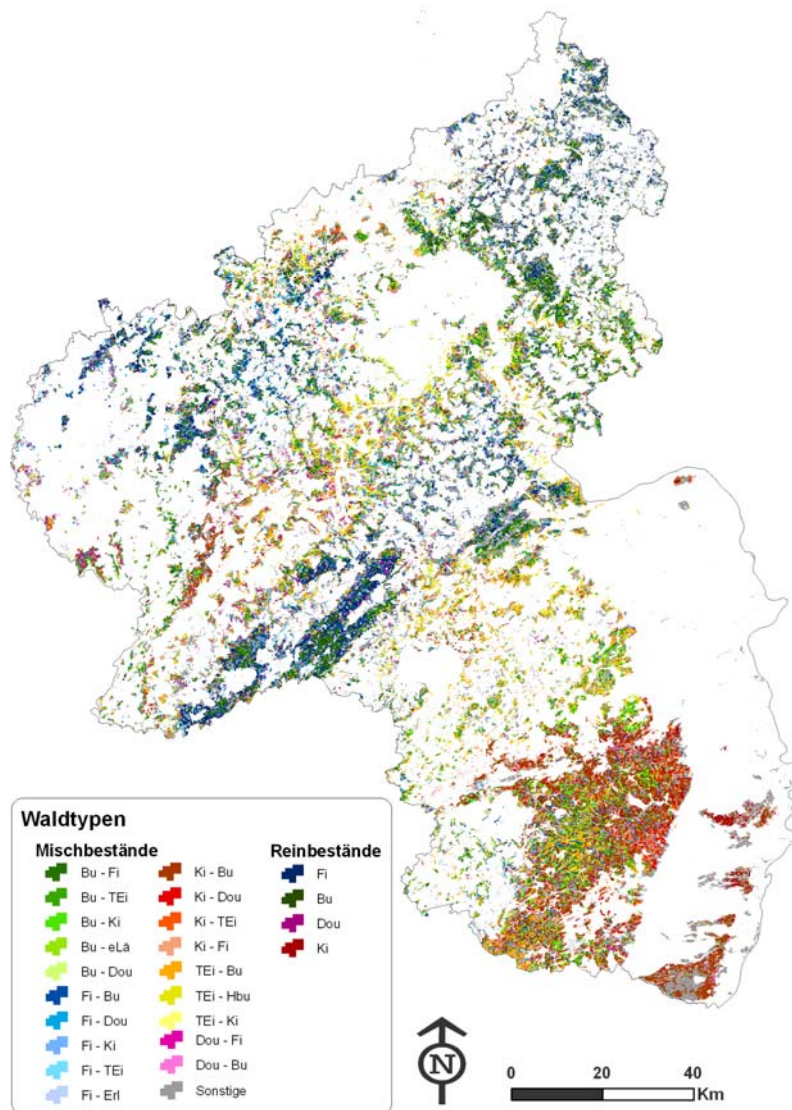 Waldtypen
Mischbestände
Bu - Fi
Bu - TEi
Bu - Ki
Bu - eLä
Bu - Dou
Fi - Bu
Fi - Dou
Fi - Ki
Fi - TEi
Fi - Erl
Ki - Bu
Ki - Dou
Ki - TEi
Ki - Fi
TEi - Bu
TEi - Hbu
TEi - Ki
Dou - Fi
Dou - Bu
Sonstige
Reinbestände
Fi
Bu
Dou
Ki
N
0 20 40
Km